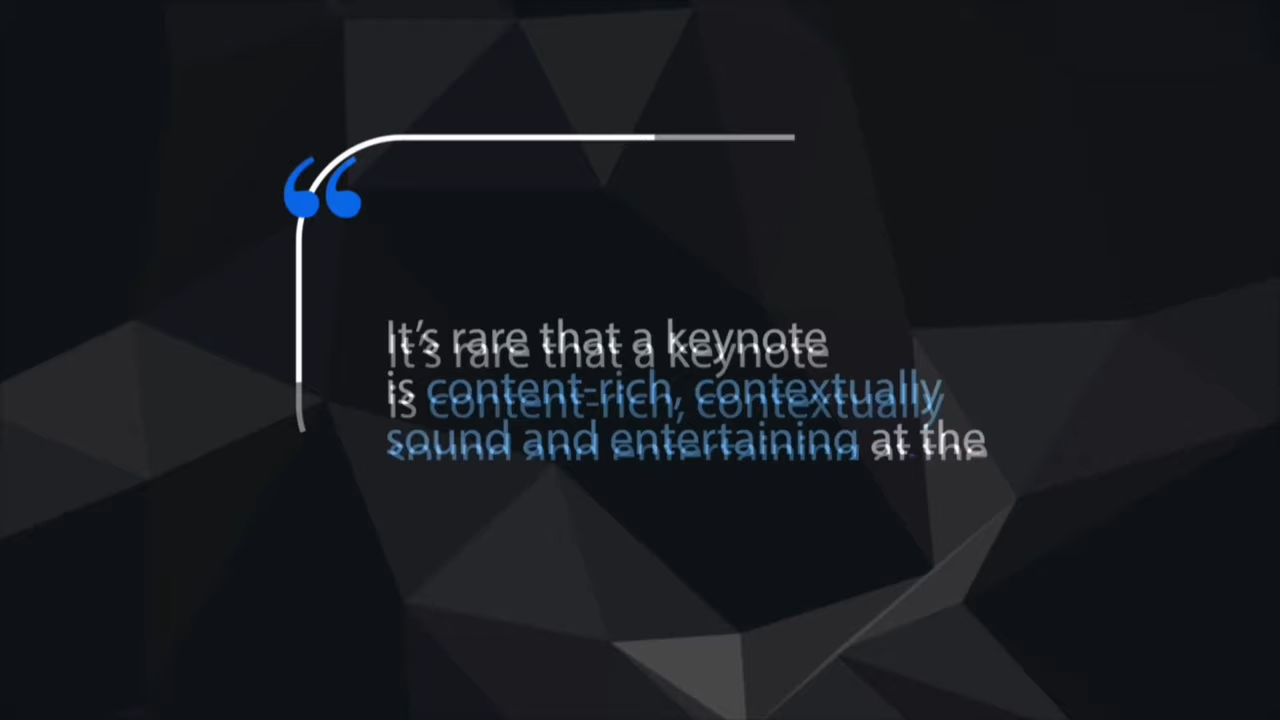 “
It’s rare that a keynote
is content-rich, contextually
sound and entertaining at the